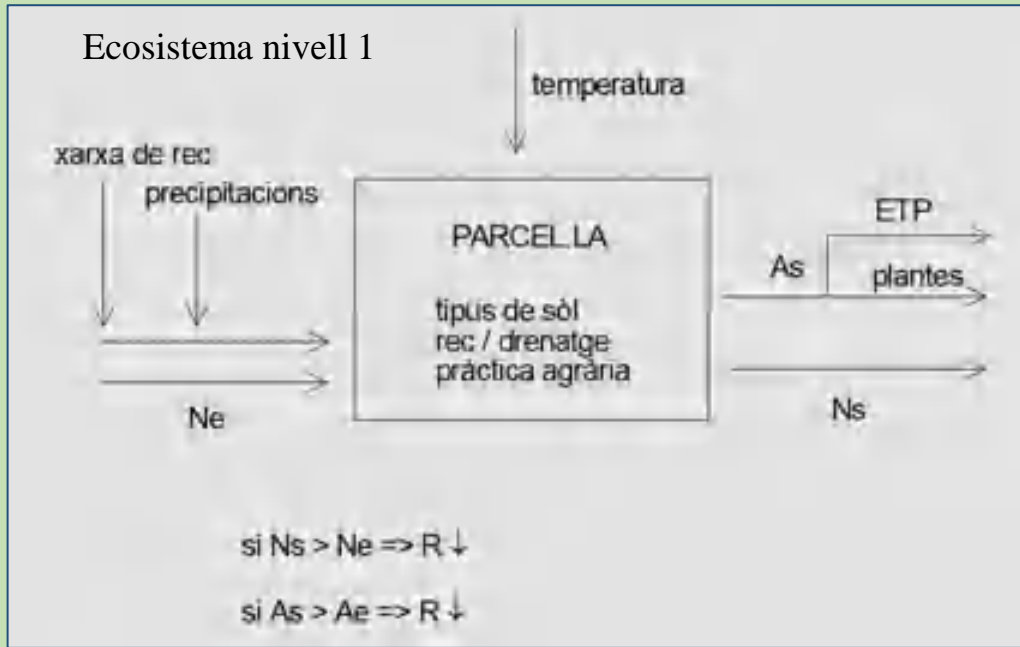 Ecosistema nivell 1
temperatura
xarxa de rec
precipitacions
PARCEL.LA
tipus de sòl
rec / drenatge
pràctica agrària
Ne
As
ETP
plantes
Ns
si Ns > Ne => R ↓
si As > Ae => R ↓